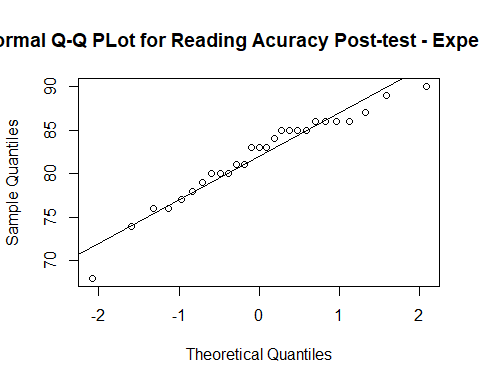 ormal Q-Q PLot for Reading Acuracy Post-test - Expe
Sample Quantiles
90
85
80
75
70
-2 -1 0 1 2
Theoretical Quantiles